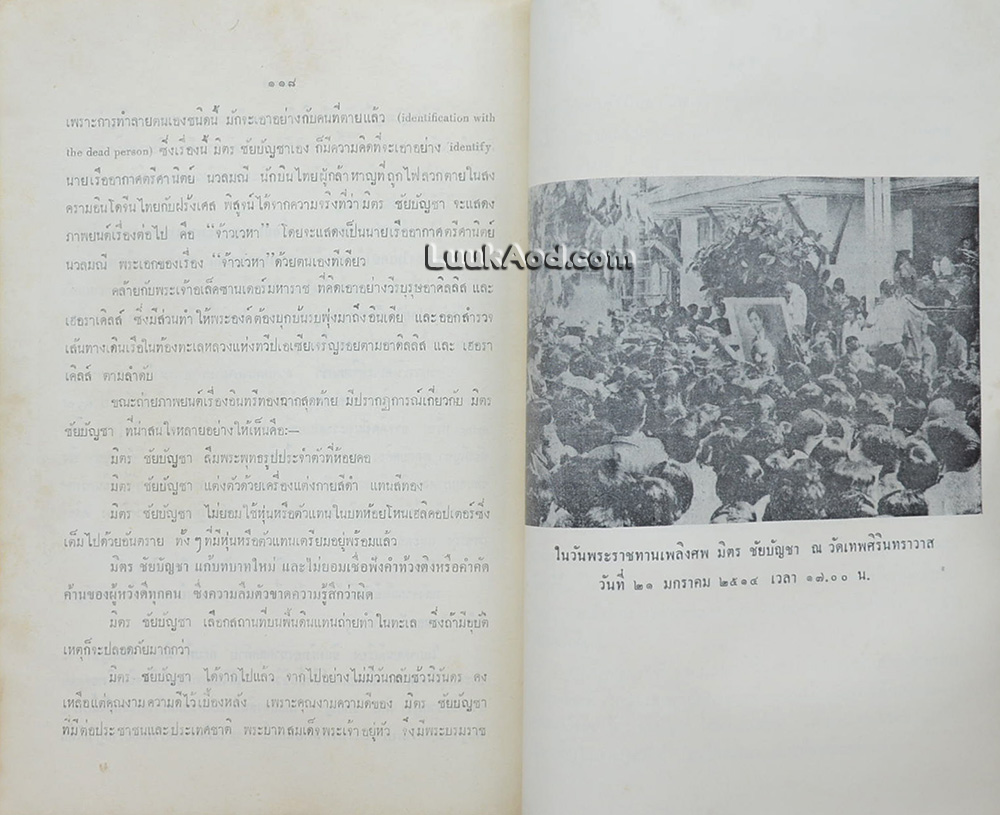 ๑๑๘
เพราะการทำลายตนเองชนิดนี้ มักจะเอาอย่างกับคนที่ตายแล้ว (identification with
the dead person) ซึ่งเรื่องนี้ มิตร ชัยบัญชาเอง ก็มีความคิดที่จะเอาอย่าง identify
นายเรืออากาศตรีศานิตย์ นวลมณี นักบินไทยผู้กล้าหาญที่ถูกไฟลวกตายในสง
ครามอินโดจีนไทยกับฝรั่งเศส พิสูจน์ได้จากความจริงที่ว่า มิตร ชัยบัญชา จะแสดง
ภาพยนต์เรื่องต่อไป คือ “จ้าวเวหา” โดยจะแสดงเป็นนายเรืออากาศตรีศานิตย์
นวลมณี พระเอกของเรื่อง “จ้าวเวหา” ด้วยตนเองทีเดียว
คล้ายกับพระเจ้าอเล็คซานเดอร์มหาราช ที่คิดเอาอย่างวีรบุรุษอาคิลลิส และ
เฮอราเคิลส์ ซึ่งมีส่วนทำให้พระองค์ต้องบุกบั่นรบพุ่งมาถึงอินเดีย และออกสำรวจ
เส้นทางเดินเรือในท้องทะเลหลวงแห่งทวีปเอเซียเจริญรอยตามอาคิลลิส และ เฮอรา
เคิลส์ ตามลำดับ
ขณะถ่ายภาพยนต์เรื่องอินทรีทองฉากสุดท้าย มีปรากฏการณ์เกี่ยวกับ มิตร
ชัยบัญชา ที่น่าสนใจหลายอย่างให้เห็นคือ:—
มิตร ชัยบัญชา ลืมพระพุทธรูปประจำตัวที่ห้อยคอ
มิตร ชัยบัญชา แต่งตัวด้วยเครื่องแต่งกายสีดำ แทนสีทอง
มิตร ชัยบัญชา ไม่ยอมใช้หุ่นหรือตัวแทนในบทห้อยโหนเฮลิคอปเตอร์ซึ่ง
เต็มไปด้วยอันตราย ทั้ง ๆ ที่มีหุ่นหรือตัวแทนเตรียมอยู่พร้อมแล้ว
มิตร ชัยบัญชา แก้บทบาทใหม่ และไม่ยอมเชื่อฟังคำท้วงติงหรือคำคัด
ค้านของผู้หวังดีทุกคน ซึ่งความลืมตัวขาดความรู้สึกว่าผิด
มิตร ชัยบัญชา เลือกสถานที่บนพื้นดินแทนถ่ายทำในทะเล ซึ่งถ้ามีอุบัติ
เหตุก็จะปลอดภัยมากกว่า
มิตร ชัยบัญชา ได้จากไปแล้ว จากไปอย่างไม่มีวันกลับชั่วนิรันดร คง
เหลือแต่คุณงามความดีไว้เบื้องหลัง เพราะคุณงามความดีของ มิตร ชัยบัญชา
ที่มีต่อประชาชนและประเทศชาติ พระบาทสมเด็จพระเจ้าอยู่หัว จึงมีพระบรมราช
LuukAod.com
ในวันพระราชทานเพลิงศพ มิตร ชัยบัญชา ณ วัดเทพศิรินทราวาส
วันที่ ๒๑ มกราคม ๒๕๑๔ เวลา ๑๗.๐๐ น.